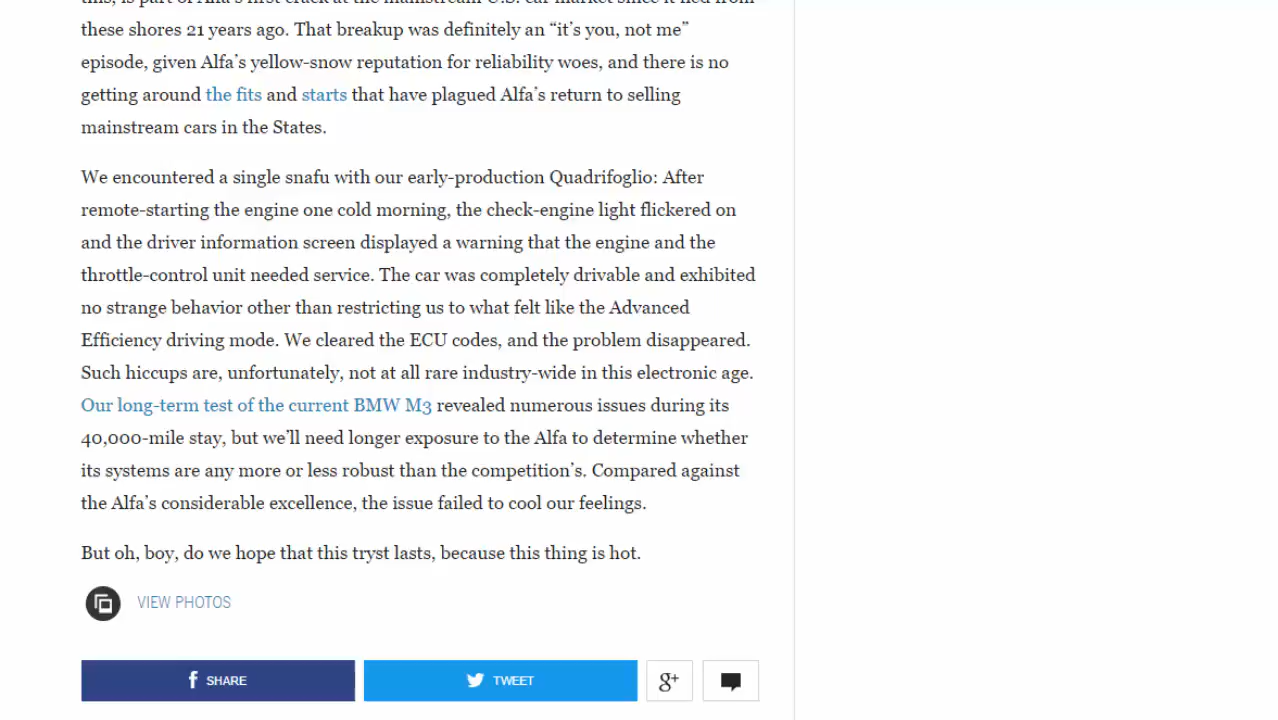 these shores 21 years ago. That breakup was definitely an “it’s you, not me”
episode, given Alfa’s yellow-snow reputation for reliability woes, and there is no
getting around the fits and starts that have plagued Alfa’s return to selling
mainstream cars in the States.
We encountered a single snafu with our early-production Quadrifoglio: After
remote-starting the engine one cold morning, the check-engine light flickered on
and the driver information screen displayed a warning that the engine and the
throttle-control unit needed service. The car was completely drivable and exhibited
no strange behavior other than restricting us to what felt like the Advanced
Efficiency driving mode. We cleared the ECU codes, and the problem disappeared.
Such hiccups are, unfortunately, not at all rare industry-wide in this electronic age.
Our long-term test of the current BMW M3 revealed numerous issues during its
40,000-mile stay, but we’ll need longer exposure to the Alfa to determine whether
its systems are any more or less robust than the competition’s. Compared against
the Alfa’s considerable excellence, the issue failed to cool our feelings.
But oh, boy, do we hope that this tryst lasts, because this thing is hot.
VIEW PHOTOS
f SHARE
TWEET
g+